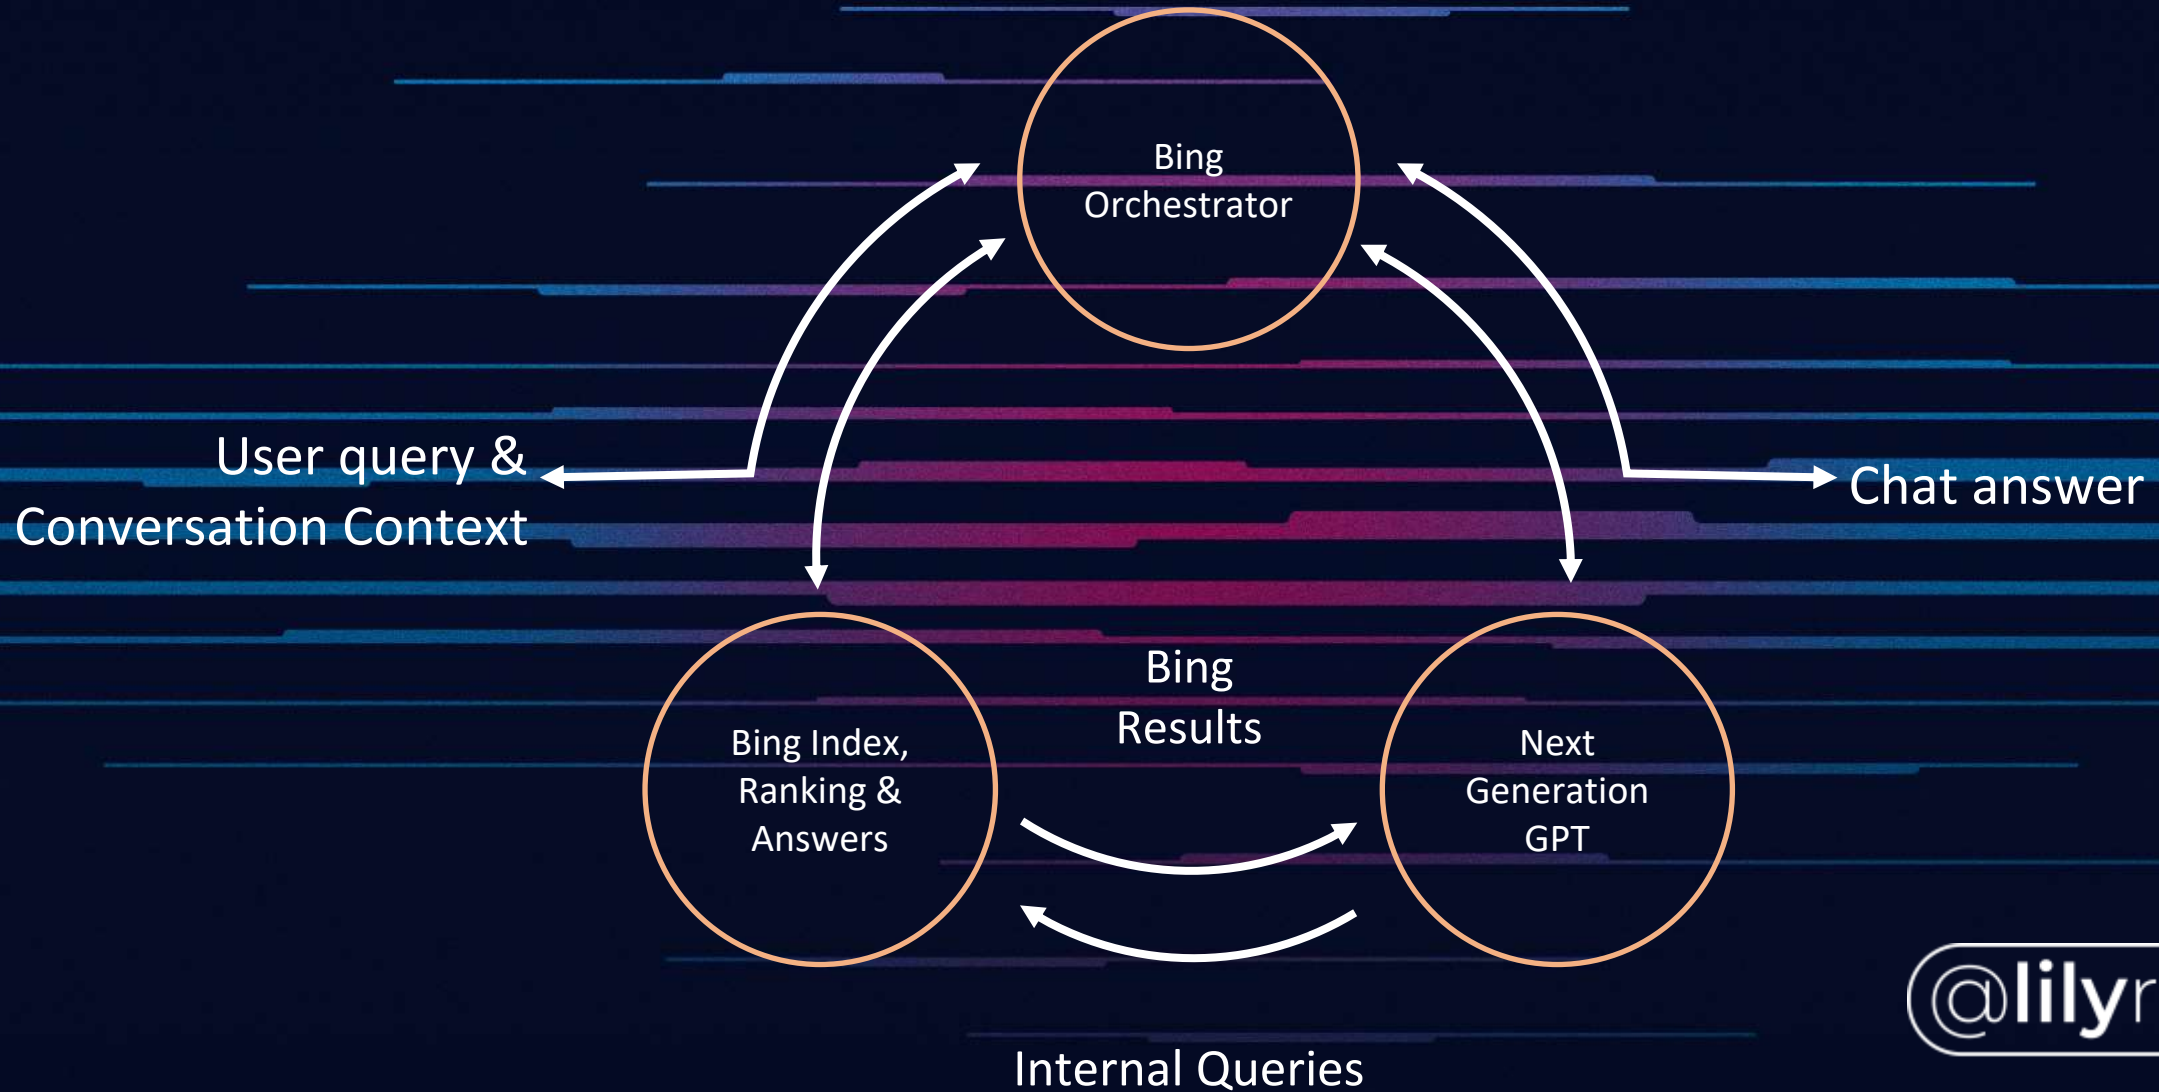 Bing
Orchestrator
User query &
Conversation Context
Chat answer
Bing
Results
Bing Index,
Ranking &
Answers
Next
Generation
GPT
@lilyr
Internal Queries